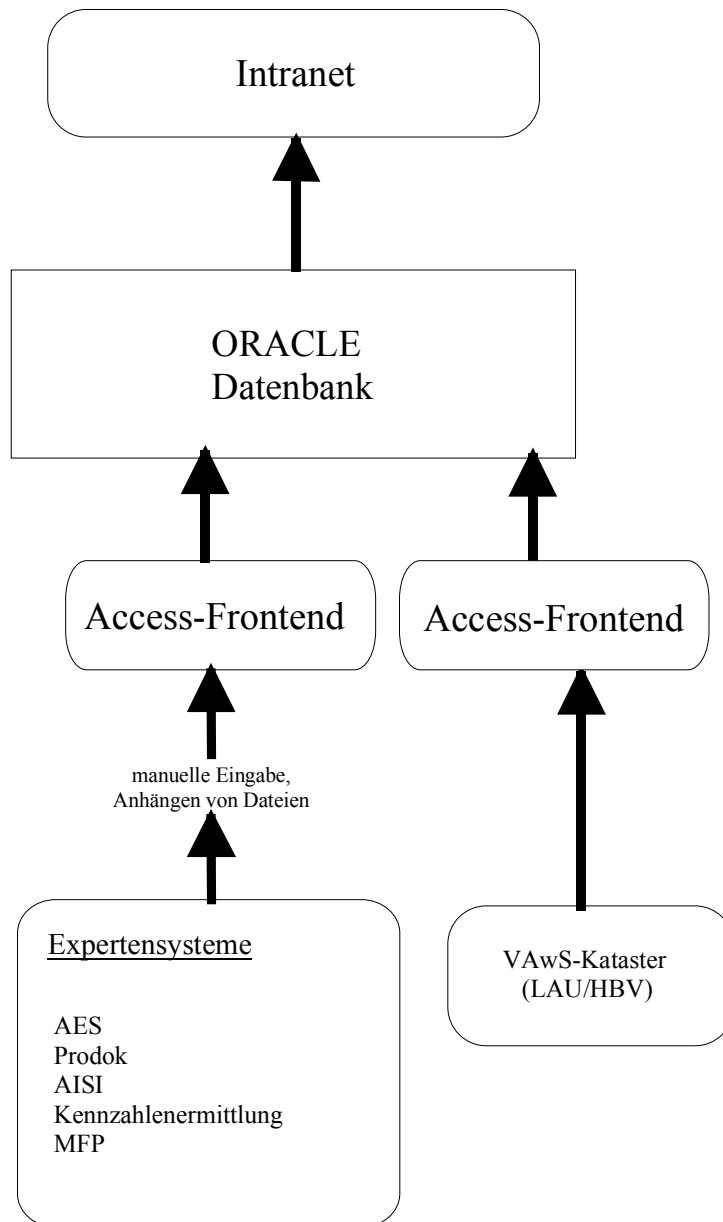 Intranet
ORACLE
Datenbank
Access-Frontend
Access-Frontend
manuelle Eingabe,
Anhängen von Dateien
Expertensysteme
AES
Prodok
AISI
Kennzahlenermittlung
MFP
VAwS-Kataster
(LAU/HBV)